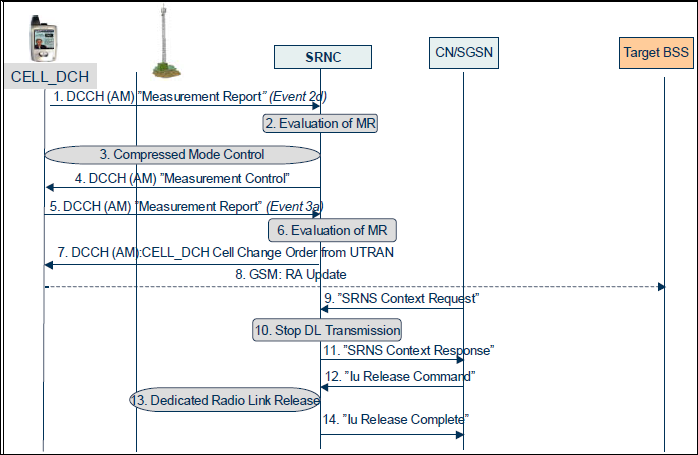 SRNC
CN/SGSN
Target BSS
CELL_DCH
1. DCCH (AM) "Measurement Report" (Event 2d)
2. Evaluation of MR
3. Compressed Mode Control
4. DCCH (AM) "Measurement Control"
5. DCCH (AM) "Measurement Report" (Event 3a)
6. Evaluation of MR
7. DCCH (AM):CELL_DCH Cell Change Order from UTRAN
8. GSM: RA Update
9. "SRNS Context Request"
10. Stop DL Transmission
11. "SRNS Context Response"
12. "Iu Release Command"
13. Dedicated Radio Link Release
14. "Iu Release Complete"